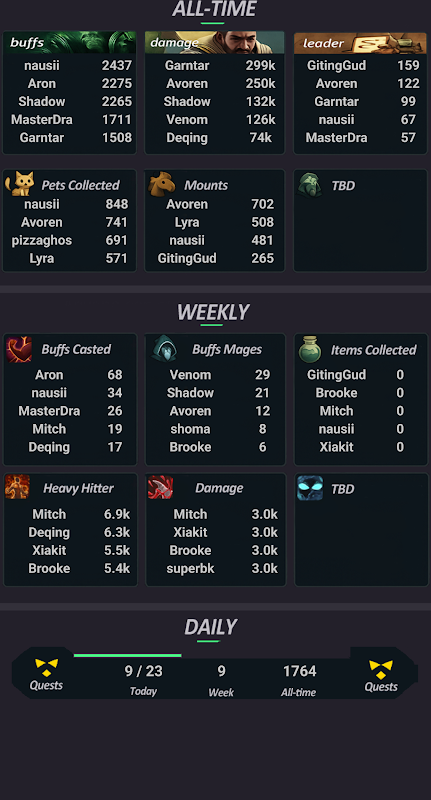 ALL-TIME
buffs
nausii 2437
Aron 2275
Shadow 2265
MasterDra 1711
Garntar 1508
damage
Garntar 299k
Avoren 250k
Shadow 132k
Venom 126k
Deqing 74k
leader
GitingGud 159
Avoren 122
Garntar 99
nausii 67
MasterDra 57
Pets Collected
nausii 848
Avoren 741
pizzaghos 691
Lyra 571
Mounts
Avoren 702
Lyra 508
nausii 481
GitingGud 265
TBD
WEEKLY
Buffs Casted
Aron 68
nausii 34
MasterDra 26
Mitch 19
Deqing 17
Buffs Mages
Venom 29
Shadow 21
Avoren 12
shoma 8
Brooke 6
Items Collected
GitingGud 0
Brooke 0
Mitch 0
nausii 0
Xiakit 0
Heavy Hitter
Mitch 6.9k
Deqing 6.3k
Xiakit 5.5k
Brooke 5.4k
Damage
Mitch 3.0k
Xiakit 3.0k
Brooke 3.0k
superbk 3.0k
TBD
DAILY
Quests
9 / 23
Today
9
Week
1764
All-time
Quests